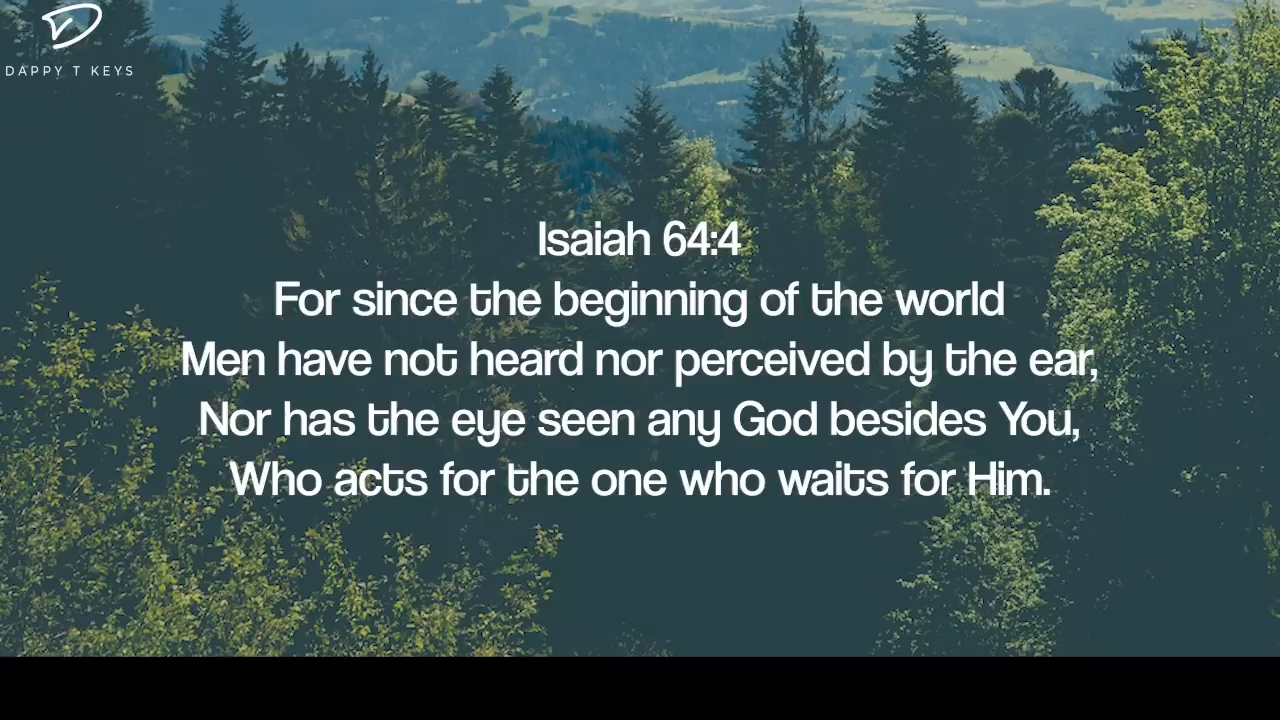 DAPPY T KEYS
Isaiah 64:4
For since the beginning of the world
Men have not heard nor perceived by the ear,
Nor has the eye seen any God besides You,
Who acts for the one who waits for Him.